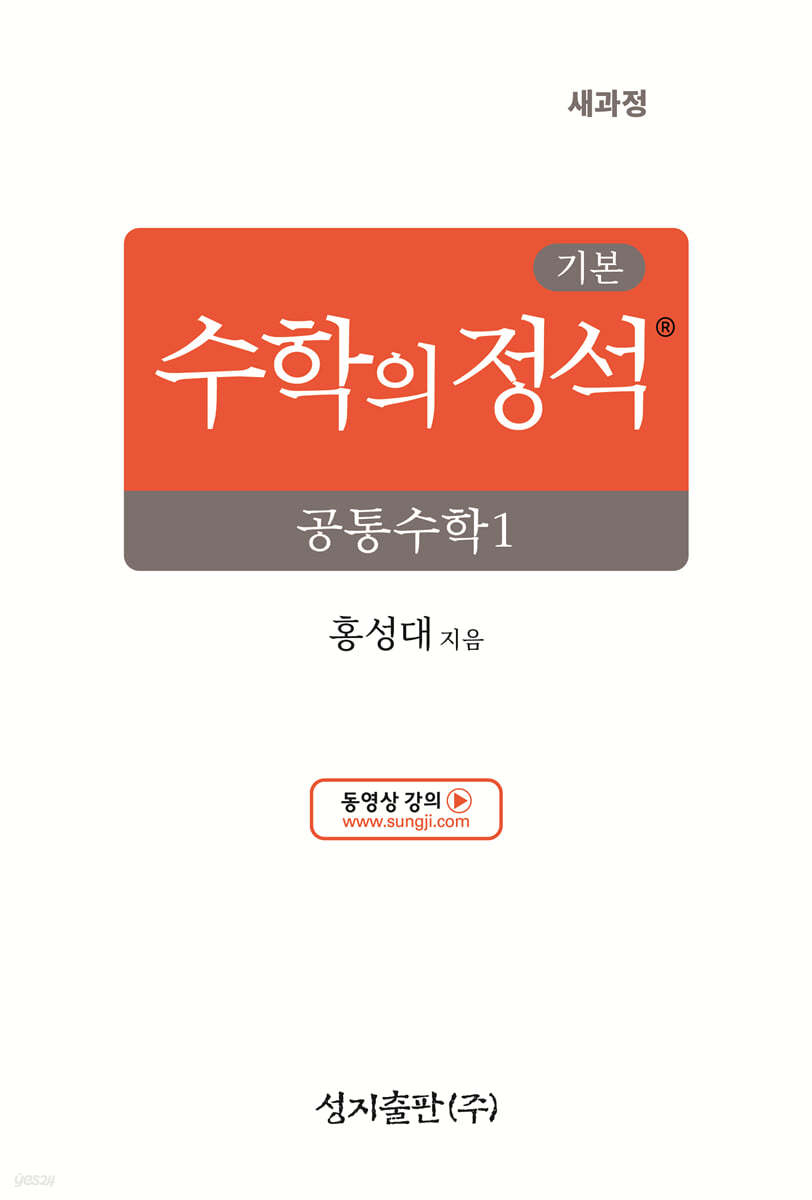 새과정
기본
수학의 정석®
공통수학1
홍성대 지음
동영상 강의
www.sungji.com
성지출판(주)
yes24